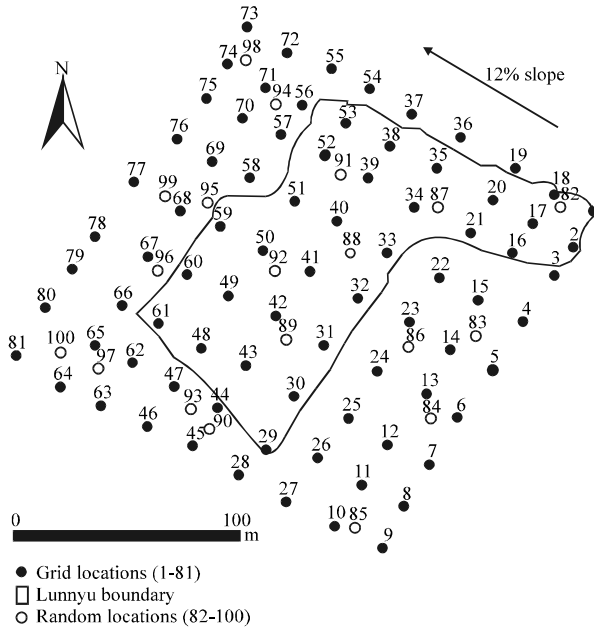 73
72
74 98
55
71 54
75 94 56
37
70 53
76 57 36
38
69 52 35 19
91 39
77 58 18
99 95 51 20 82
68 34 87 17
59 40
78 21 2
67 50 88 33 16
79 96 92 41 3
60 22
49 32 15
80 66 42 4
61 23
81 65 89 31 86 14 83
100 48
97 62 43 24 5
64 47
63 30 13
93 44 25 84 6
46 90
45 29 12
26 7
28
11
27 8
10 85
9
N
12% slope
0 100
m
Grid locations (1-81)
Lunnyu boundary
Random locations (82-100)